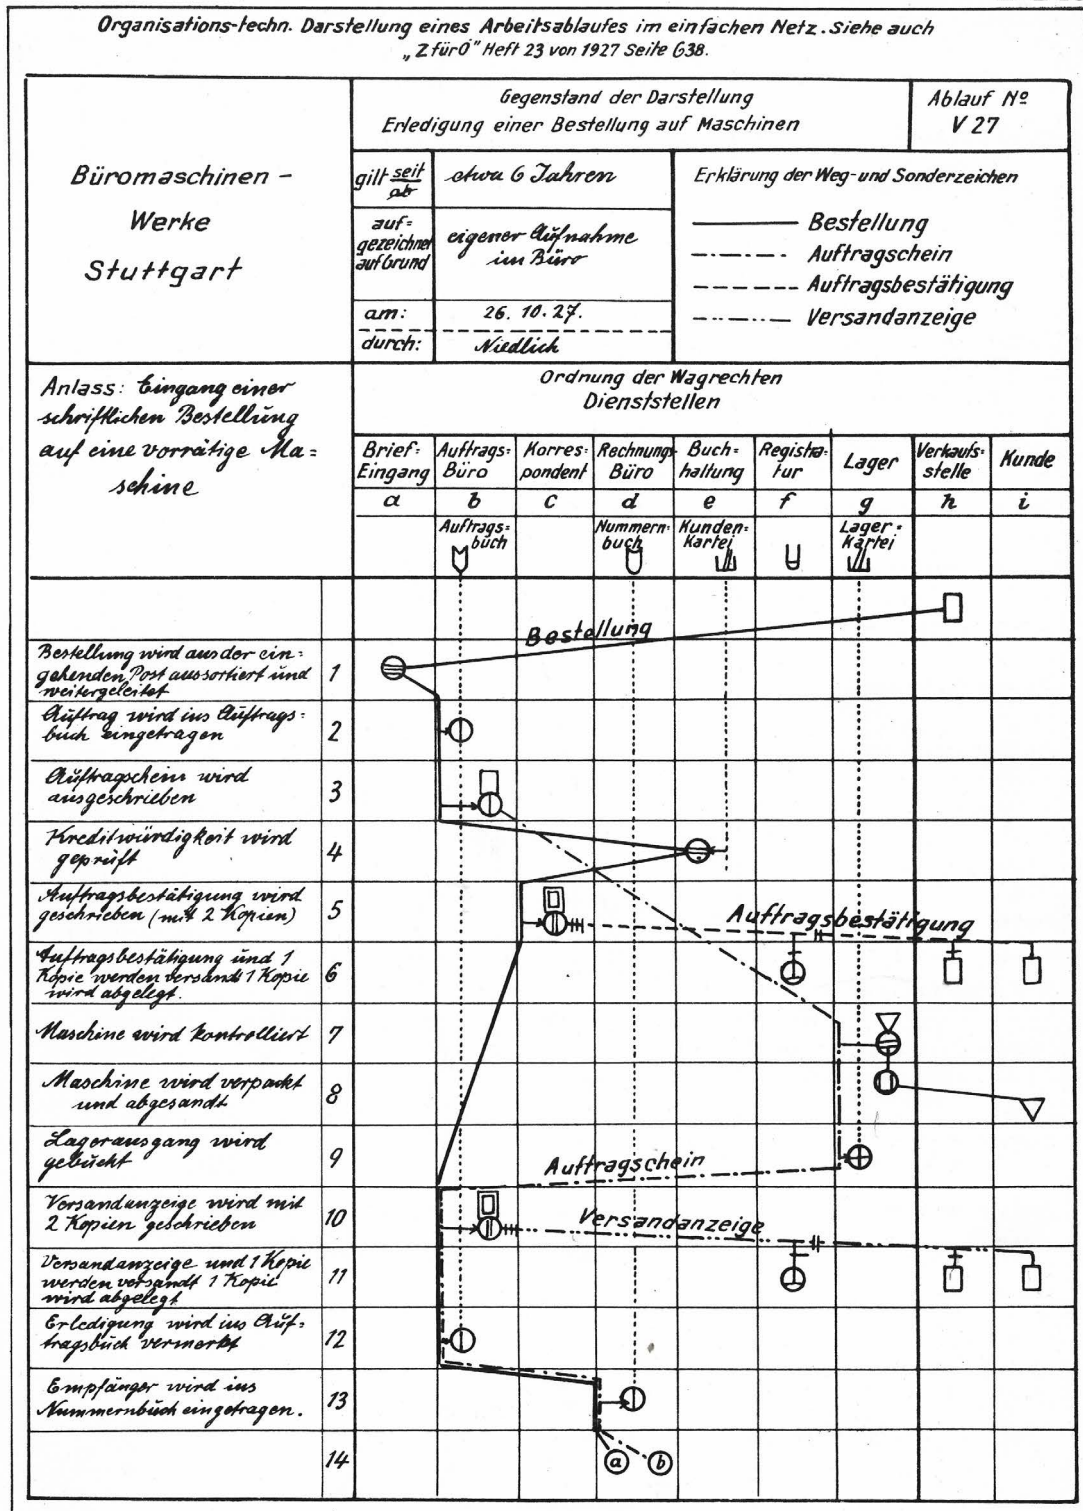 Organisations-techn. Darstellung eines Arbeitsablaufes im einfachen Netz. Siehe auch
„Z für O" Heft 23 von 1927 Seite 638.
Büromaschinen-
Werke
Stuttgart
Gegenstand der Darstellung
Erledigung einer Bestellung auf Maschinen
Ablauf Nº
V 27
gilt seit
ab
etwa 6 Jahren
auf=
gezeichnet
auf Grund
eigener Aufnahme
im Büro
am:
26. 10. 27.
durch:
Niedlich
Erklärung der Weg- und Sonderzeichen
Bestellung
Auftragschein
Auftragsbestätigung
Versandanzeige
Anlass: Eingang einer
schriftlichen Bestellung
auf eine vorrätige Ma=
schine
Ordnung der Wagrechten
Dienststellen
Brief-
Eingang
Auftrags-
Büro
Korres-
pondent
Rechnungs-
Büro
Buch-
haltung
Registra-
tur
Lager
Verkaufs-
stelle
Kunde
a b c d e f g h i
Auftrags=
buch
Nummern=
buch
Kunden=
Kartei
Lager=
Kartei
Bestellung
Bestellung wird aus der ein=
gehenden Post aussortiert und
weitergeleitet
1
Auftrag wird ins Auftrags=
buch eingetragen
2
Auftragschein wird
ausgeschrieben
3
Kreditwürdigkeit wird
geprüft
4
Auftragsbestätigung wird
geschrieben (mit 2 Kopien)
5
Auftragsbestätigung
Auftragsbestätigung und 1
Kopie werden versandt 1 Kopie
wird abgelegt.
6
Maschine wird kontrolliert
7
Maschine wird verpackt
und abgesandt
8
Lagerausgang wird
gebucht
9
Auftragschein
Versandanzeige wird mit
2 Kopien geschrieben
10
Versandanzeige
Versandanzeige und 1 Kopie
werden versandt 1 Kopie
wird abgelegt
11
Erledigung wird ins Auf=
tragsbuch vermerkt
12
Empfänger wird ins
Nummernbuch eingetragen.
13
14
a b